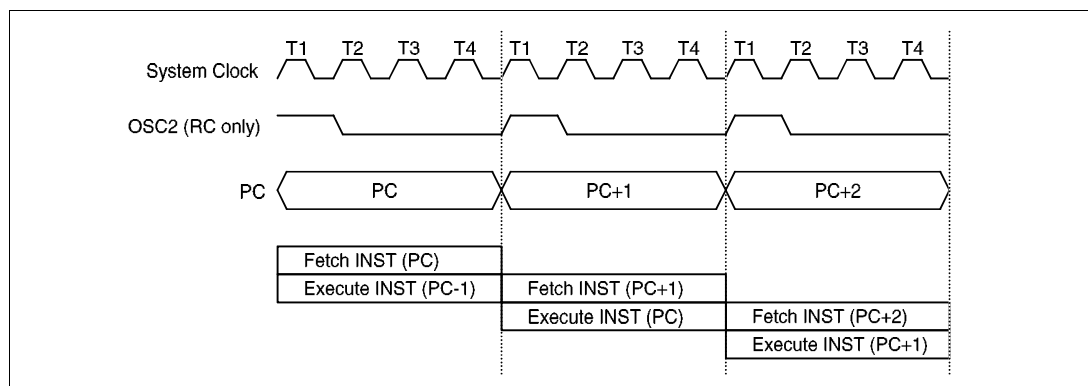 T1 T2 T3 T4 T1 T2 T3 T4 T1 T2 T3 T4
System Clock
OSC2 (RC only)
PC PC PC+1 PC+2
Fetch INST (PC)
Execute INST (PC-1) Fetch INST (PC+1)
Execute INST (PC) Fetch INST (PC+2)
Execute INST (PC+1)